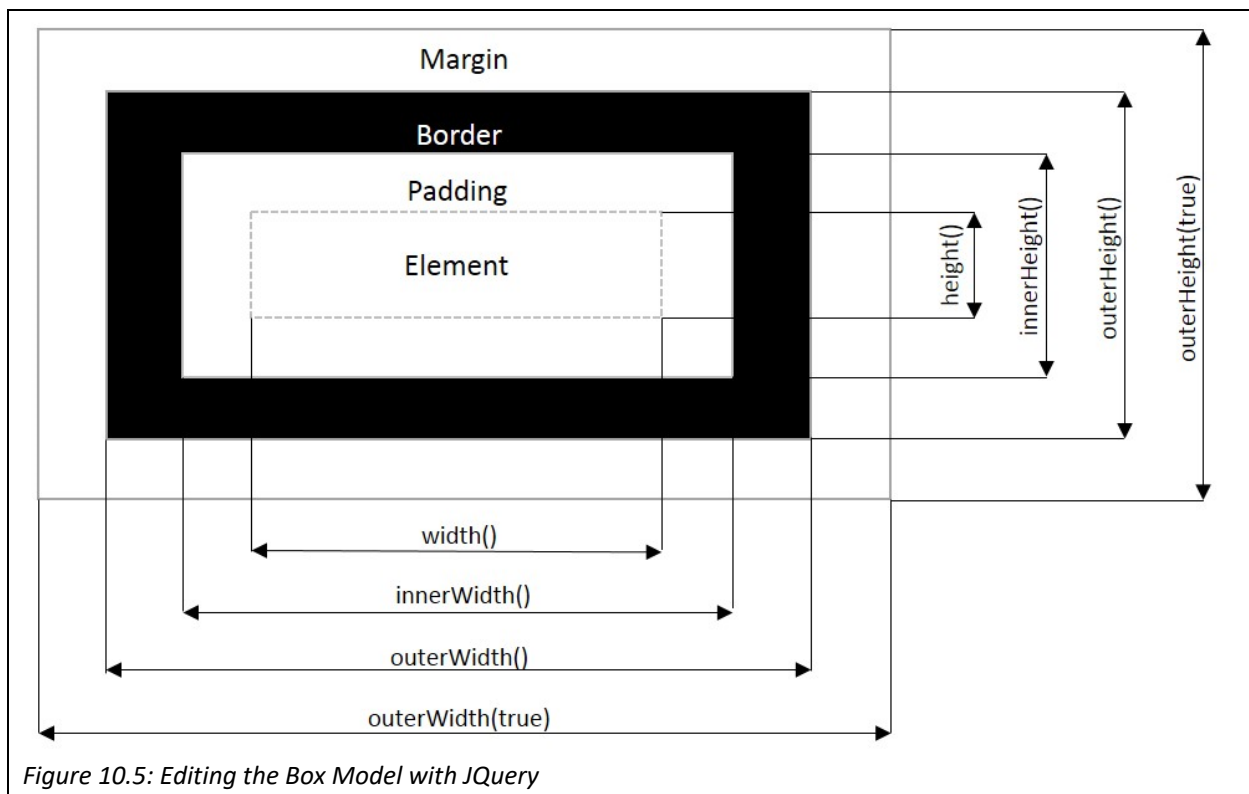 Margin
Border
Padding
Element
height()
innerHeight()
outerHeight()
outerHeight(true)
width()
innerWidth()
outerWidth()
outerWidth(true)
Figure 10.5: Editing the Box Model with JQuery